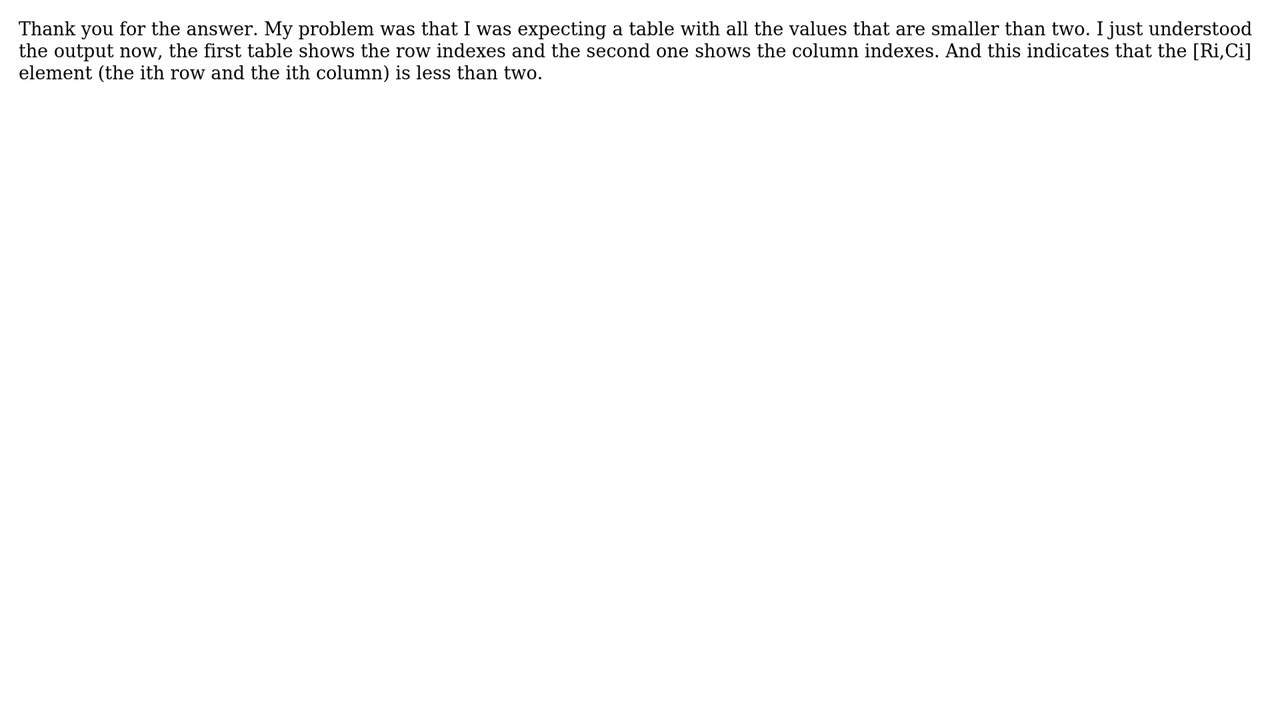 Thank you for the answer. My problem was that I was expecting a table with all the values that are smaller than two. I just understood
the output now, the first table shows the row indexes and the second one shows the column indexes. And this indicates that the [Ri,Ci]
element (the ith row and the ith column) is less than two.